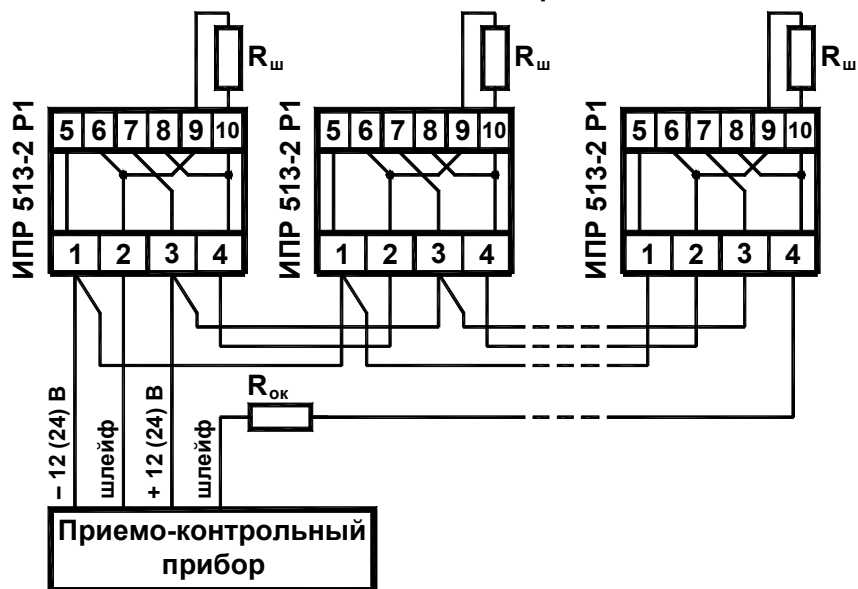 Rш Rш Rш
ИПР 513-2 Р1
5 6 7 8 9 10
1 2 3 4
ИПР 513-2 Р1
5 6 7 8 9 10
1 2 3 4
ИПР 513-2 Р1
5 6 7 8 9 10
1 2 3 4
Rок
– 12 (24) В
шлейф
+ 12 (24) В
шлейф
Приемо-контрольный
прибор